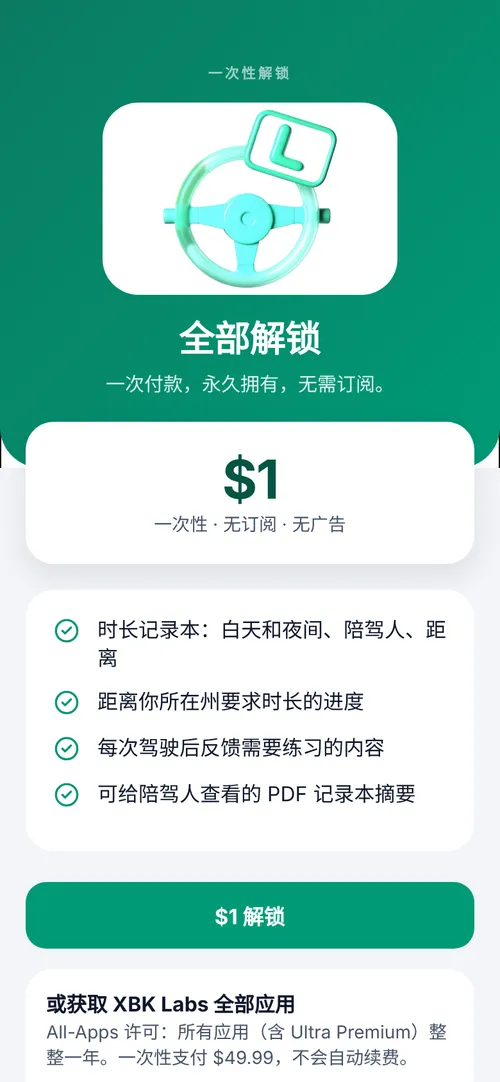 一次性解锁
L
全部解锁
一次付款，永久拥有，无需订阅。
$1
一次性 · 无订阅 · 无广告
时长记录本：白天和夜间、陪驾人、距
离
距离你所在州要求时长的进度
每次驾驶后反馈需要练习的内容
可给陪驾人查看的 PDF 记录本摘要
$1 解锁
或获取 XBK Labs 全部应用
All-Apps 许可：所有应用（含 Ultra Premium）整
整一年。一次性支付 $49.99，不会自动续费。